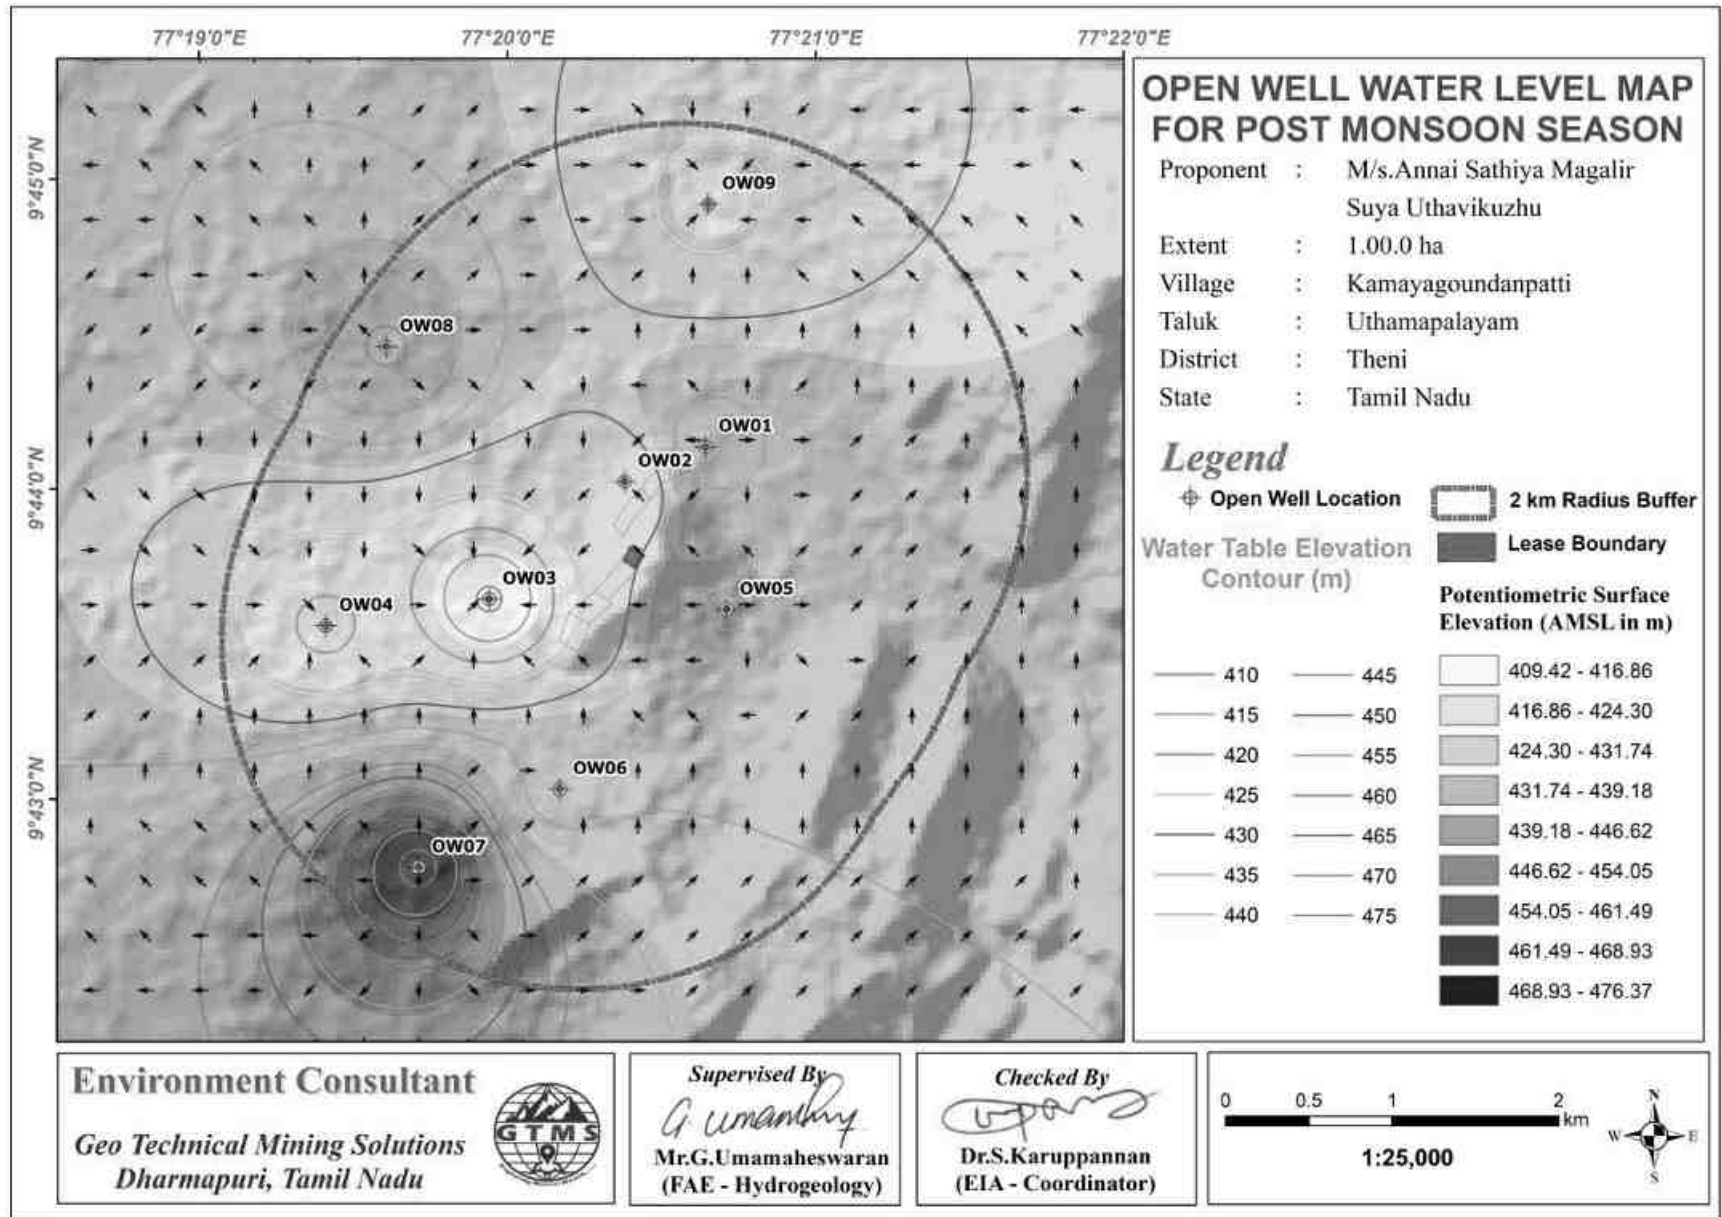 77°19'0"E
77°20'0"E
77°21'0"E
77°22'0"E
9°45'0"N
9°44'0"N
9°43'0"N
OW09
OW08
OW01
OW02
OW03
OW05
OW04
OW06
OW07
OPEN WELL WATER LEVEL MAP
FOR POST MONSOON SEASON
Proponent : M/s.Annai Sathiya Magalir
Suya Uthavikuzhu
Extent : 1.00.0 ha
Village : Kamayagoundanpatti
Taluk : Uthamapalayam
District : Theni
State : Tamil Nadu
Legend
Open Well Location
2 km Radius Buffer
Lease Boundary
Water Table Elevation
Contour (m)
410 445
415 450
420 455
425 460
430 465
435 470
440 475
Potentiometric Surface
Elevation (AMSL in m)
409.42 - 416.86
416.86 - 424.30
424.30 - 431.74
431.74 - 439.18
439.18 - 446.62
446.62 - 454.05
454.05 - 461.49
461.49 - 468.93
468.93 - 476.37
Environment Consultant
Geo Technical Mining Solutions
Dharmapuri, Tamil Nadu
GTMS
Supervised By
Mr.G.Umamaheswaran
(FAE - Hydrogeology)
Checked By
Dr.S.Karuppannan
(EIA - Coordinator)
0 0.5 1 2
km
1:25,000
N
W E
S